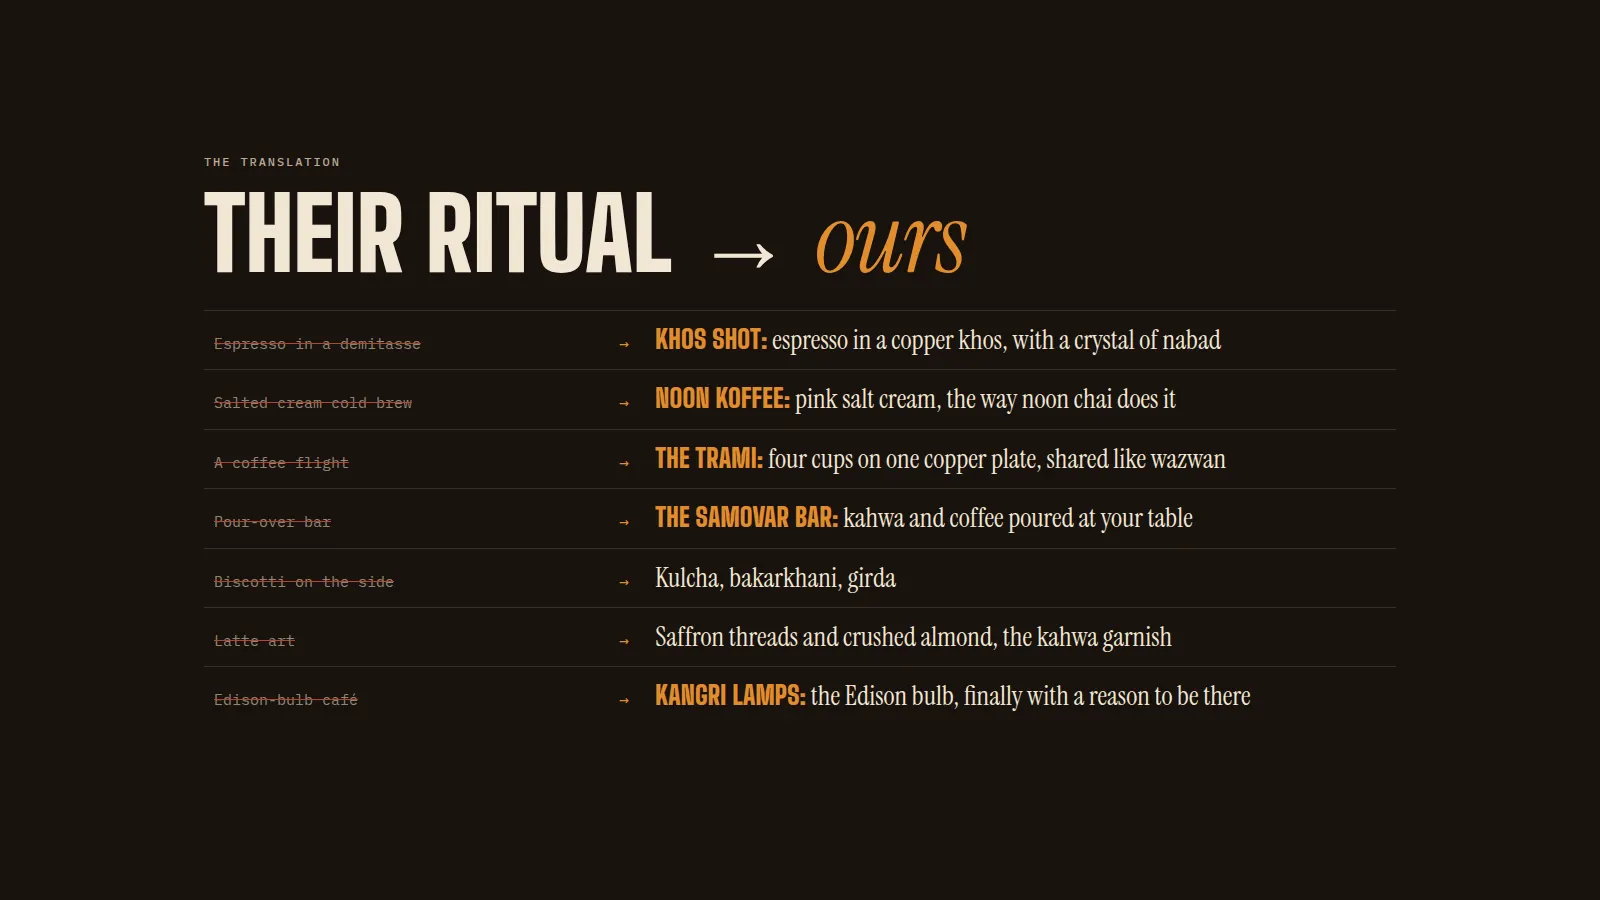 THE TRANSLATION
THEIR RITUAL → ours
Espresso in a demitasse → KHOS SHOT: espresso in a copper khos, with a crystal of nabad
Salted cream cold brew → NOON KOFFEE: pink salt cream, the way noon chai does it
A coffee flight → THE TRAMI: four cups on one copper plate, shared like wazwan
Pour-over bar → THE SAMOVAR BAR: kahwa and coffee poured at your table
Biscotti on the side → Kulcha, bakarkhani, girda
Latte art → Saffron threads and crushed almond, the kahwa garnish
Edison-bulb café → KANGRI LAMPS: the Edison bulb, finally with a reason to be there